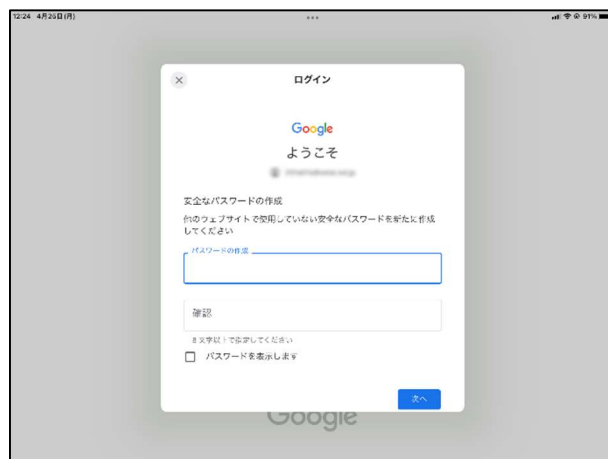 12:24 4月26日(月)
91%
ログイン
Google
ようこそ
安全なパスワードの作成
他のウェブサイトで使用していない安全なパスワードを新たに作成
してください
パスワードの作成
確認
8 文字以上で指定してください
パスワードを表示します
次へ
Google